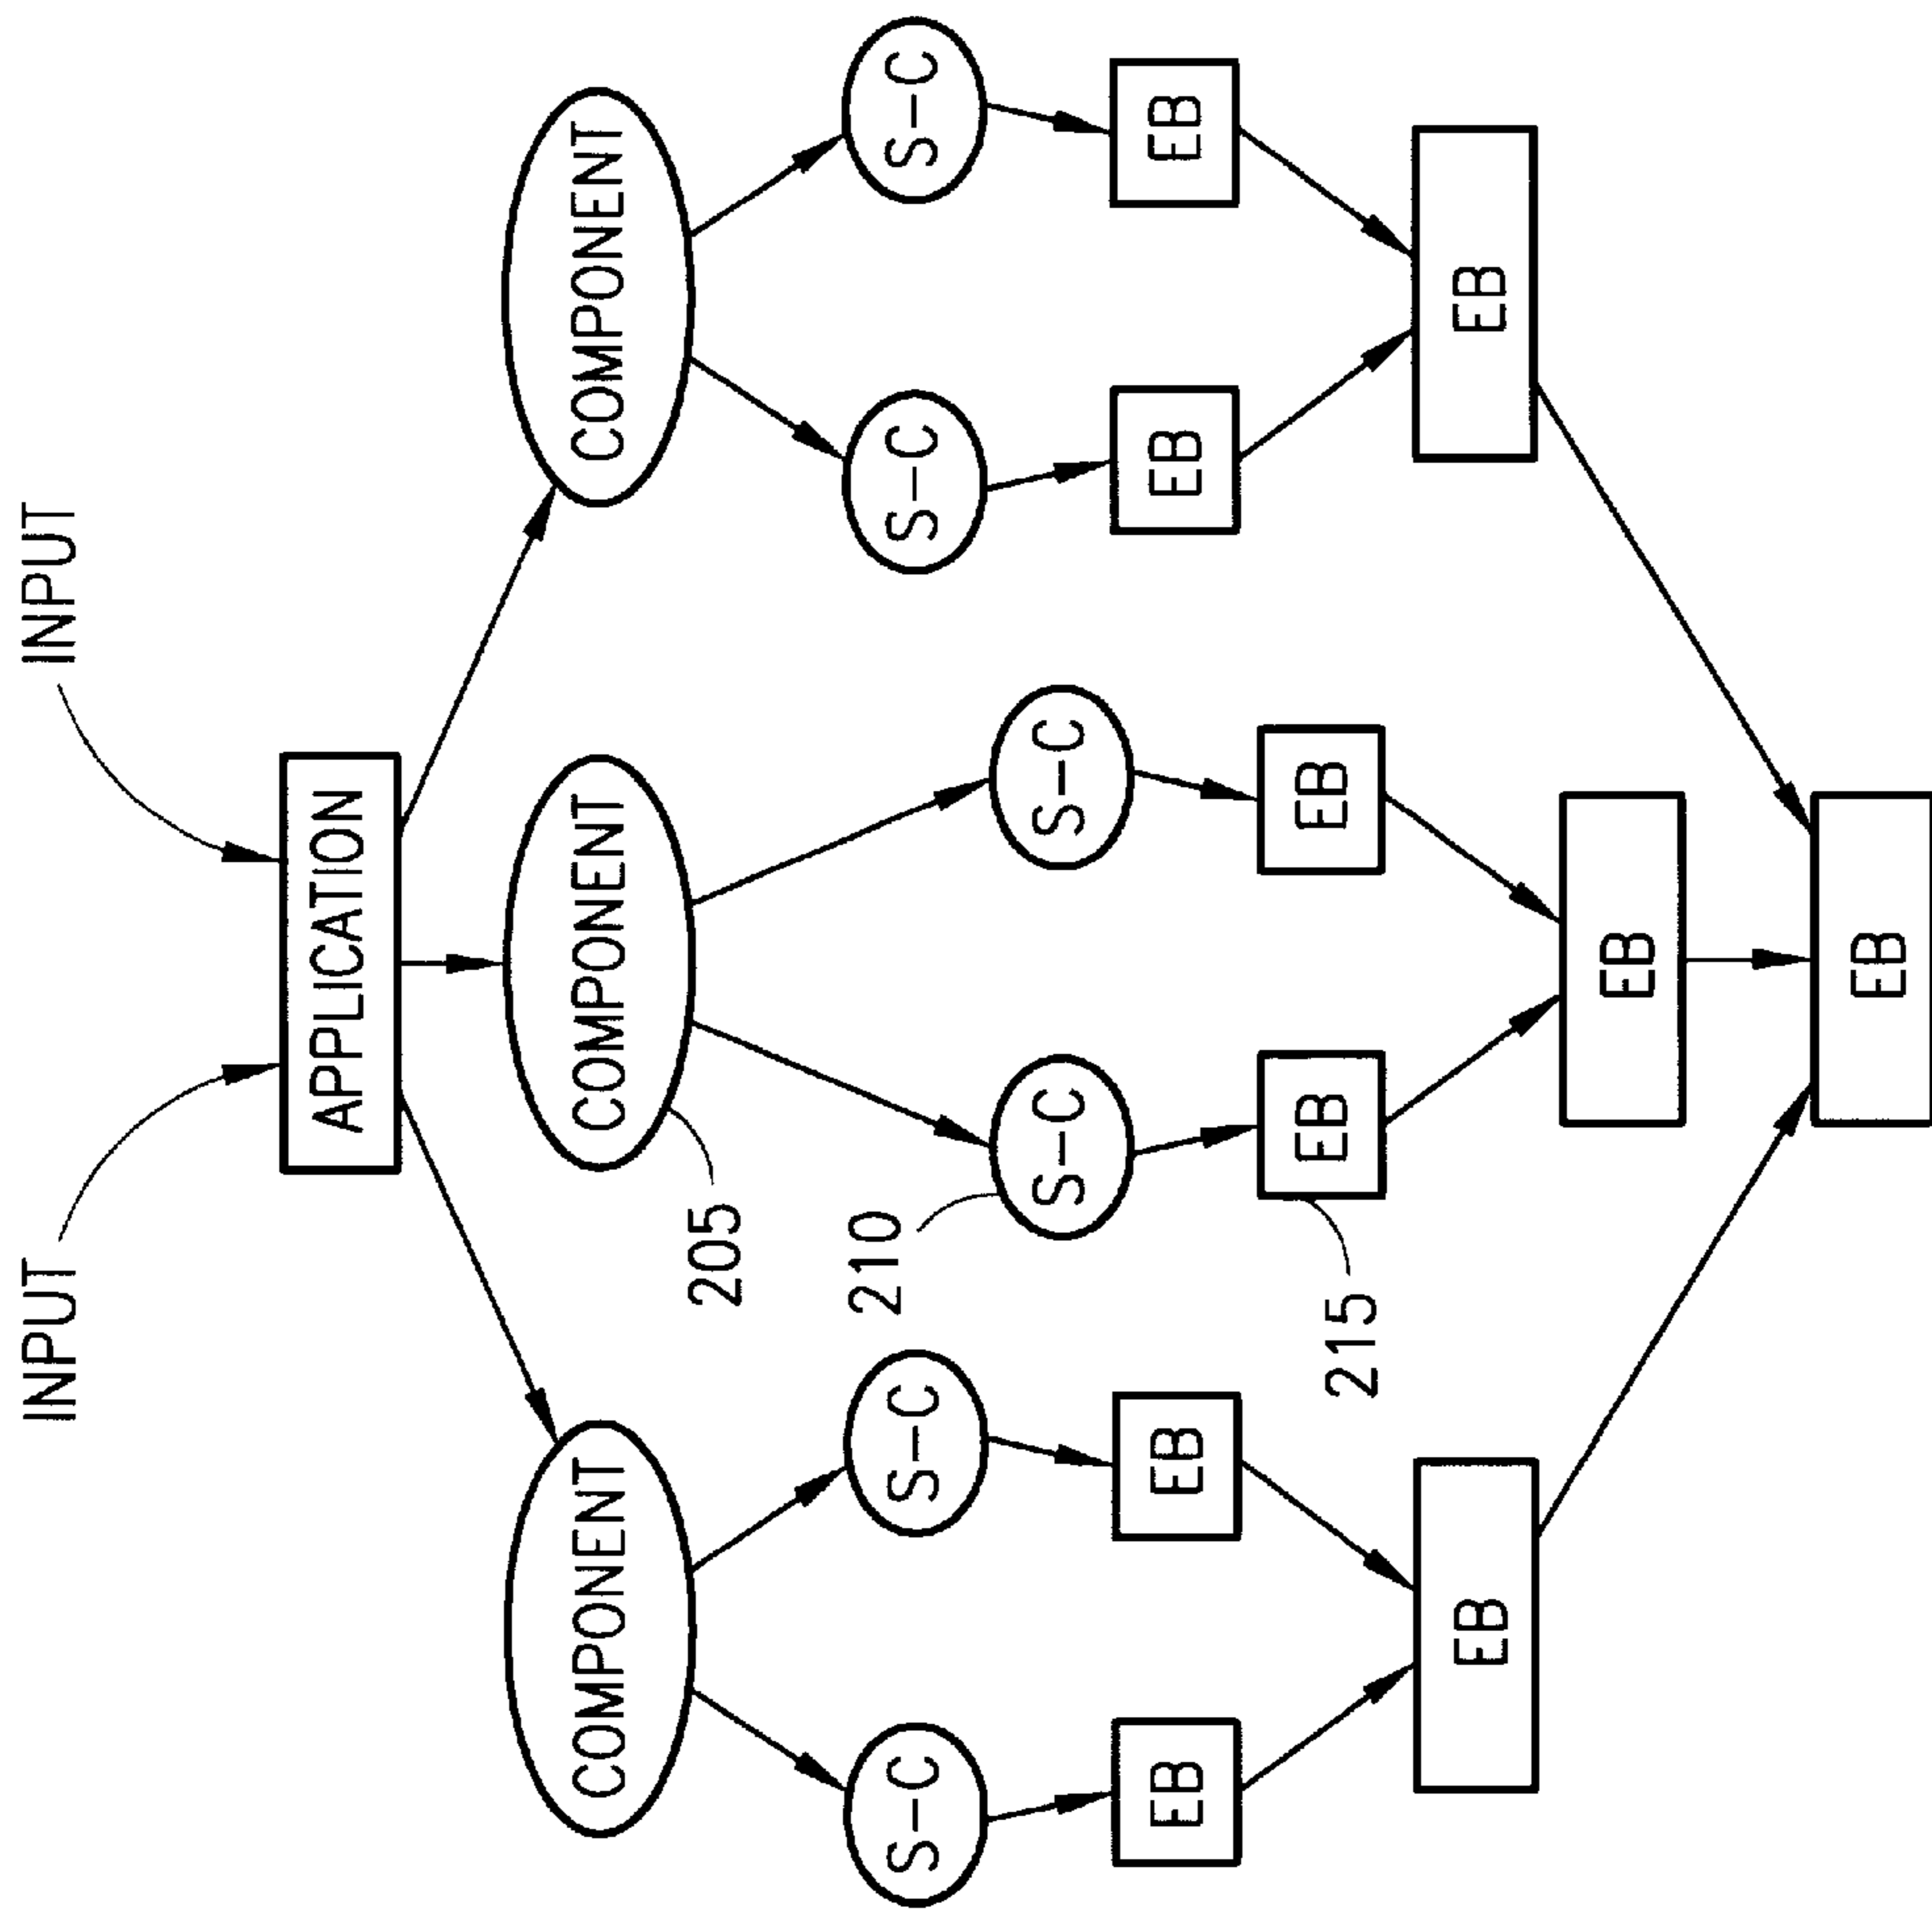 INPUT
INPUT
APPLICATION
COMPONENT
COMPONENT
COMPONENT
205
S-C
S-C
210
S-C
S-C
S-C
S-C
EB
EB
EB
EB
215
EB
EB
EB
EB
EB
EB